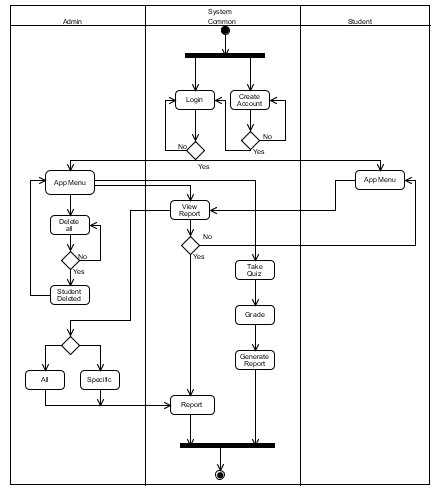 System
Admin
Common
Student
Login
Create
Account
No
No
Yes
Yes
App Menu
App Menu
View
Report
Delete
all
No
No
Yes
Yes
Take
Quiz
Student
Deleted
Grade
Generate
Report
All
Specific
Report